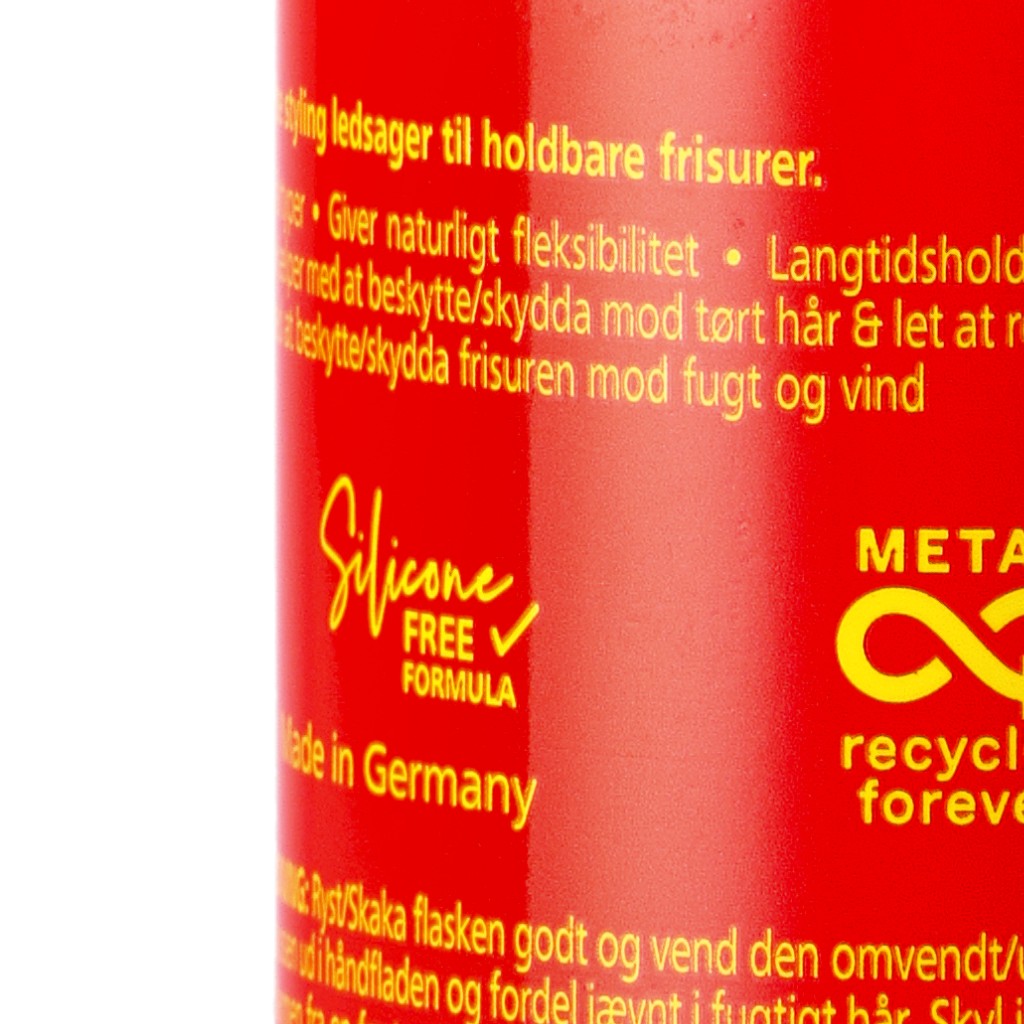 styling ledsager til holdbare frisurer.
• Giver naturligt fleksibilitet • Langtidshold
med at beskytte/skydda mod tørt hår & let at r
at beskytte/skydda frisuren mod fugt og vind
Silicone
FREE
FORMULA
META
recycl
foreve
Made in Germany
Ryst/Skaka flasken godt og vend den omvendt/u
ud i håndfladen og fordel jævnt i fugtigt hår. Skyl i